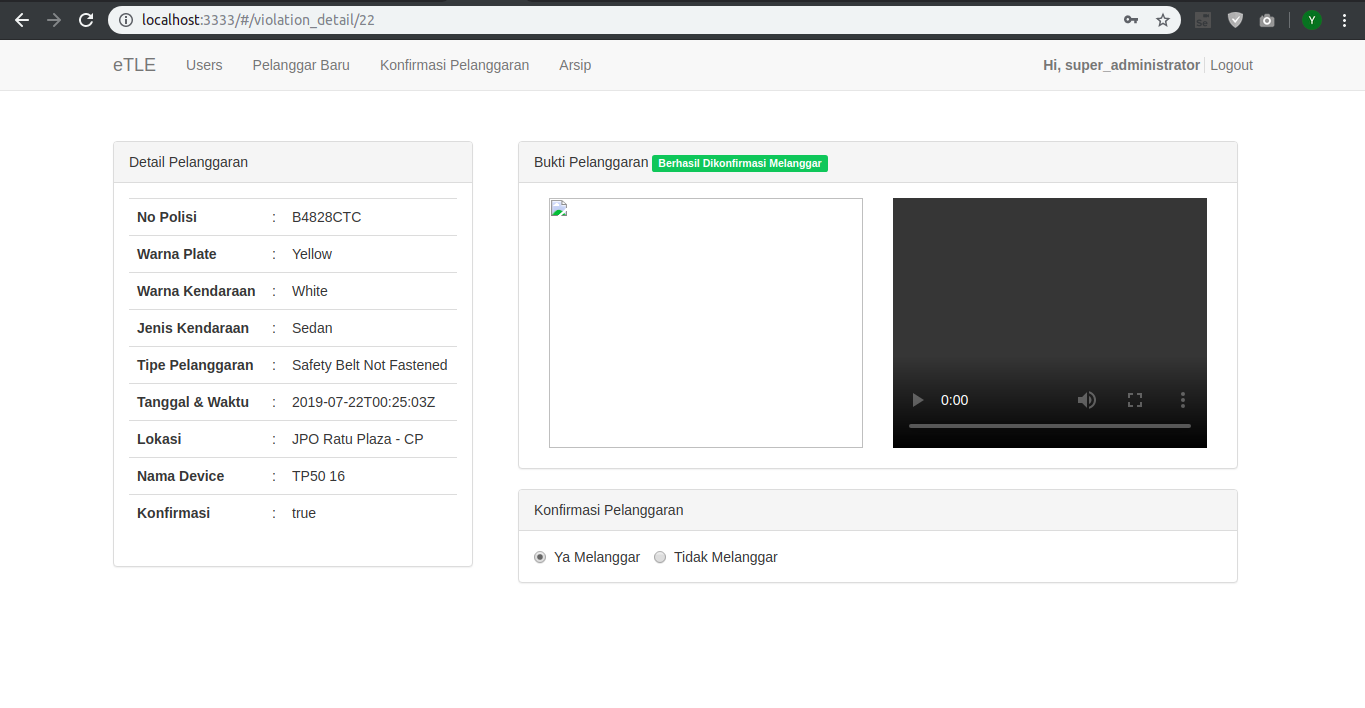 localhost:3333/#/violation_detail/22
Y
eTLE Users Pelanggar Baru Konfirmasi Pelanggaran Arsip Hi, super_administrator Logout
Detail Pelanggaran
No Polisi : B4828CTC
Warna Plate : Yellow
Warna Kendaraan : White
Jenis Kendaraan : Sedan
Tipe Pelanggaran : Safety Belt Not Fastened
Tanggal & Waktu : 2019-07-22T00:25:03Z
Lokasi : JPO Ratu Plaza - CP
Nama Device : TP50 16
Konfirmasi : true
Bukti Pelanggaran Berhasil Dikonfirmasi Melanggar
0:00
Konfirmasi Pelanggaran
Ya Melanggar Tidak Melanggar